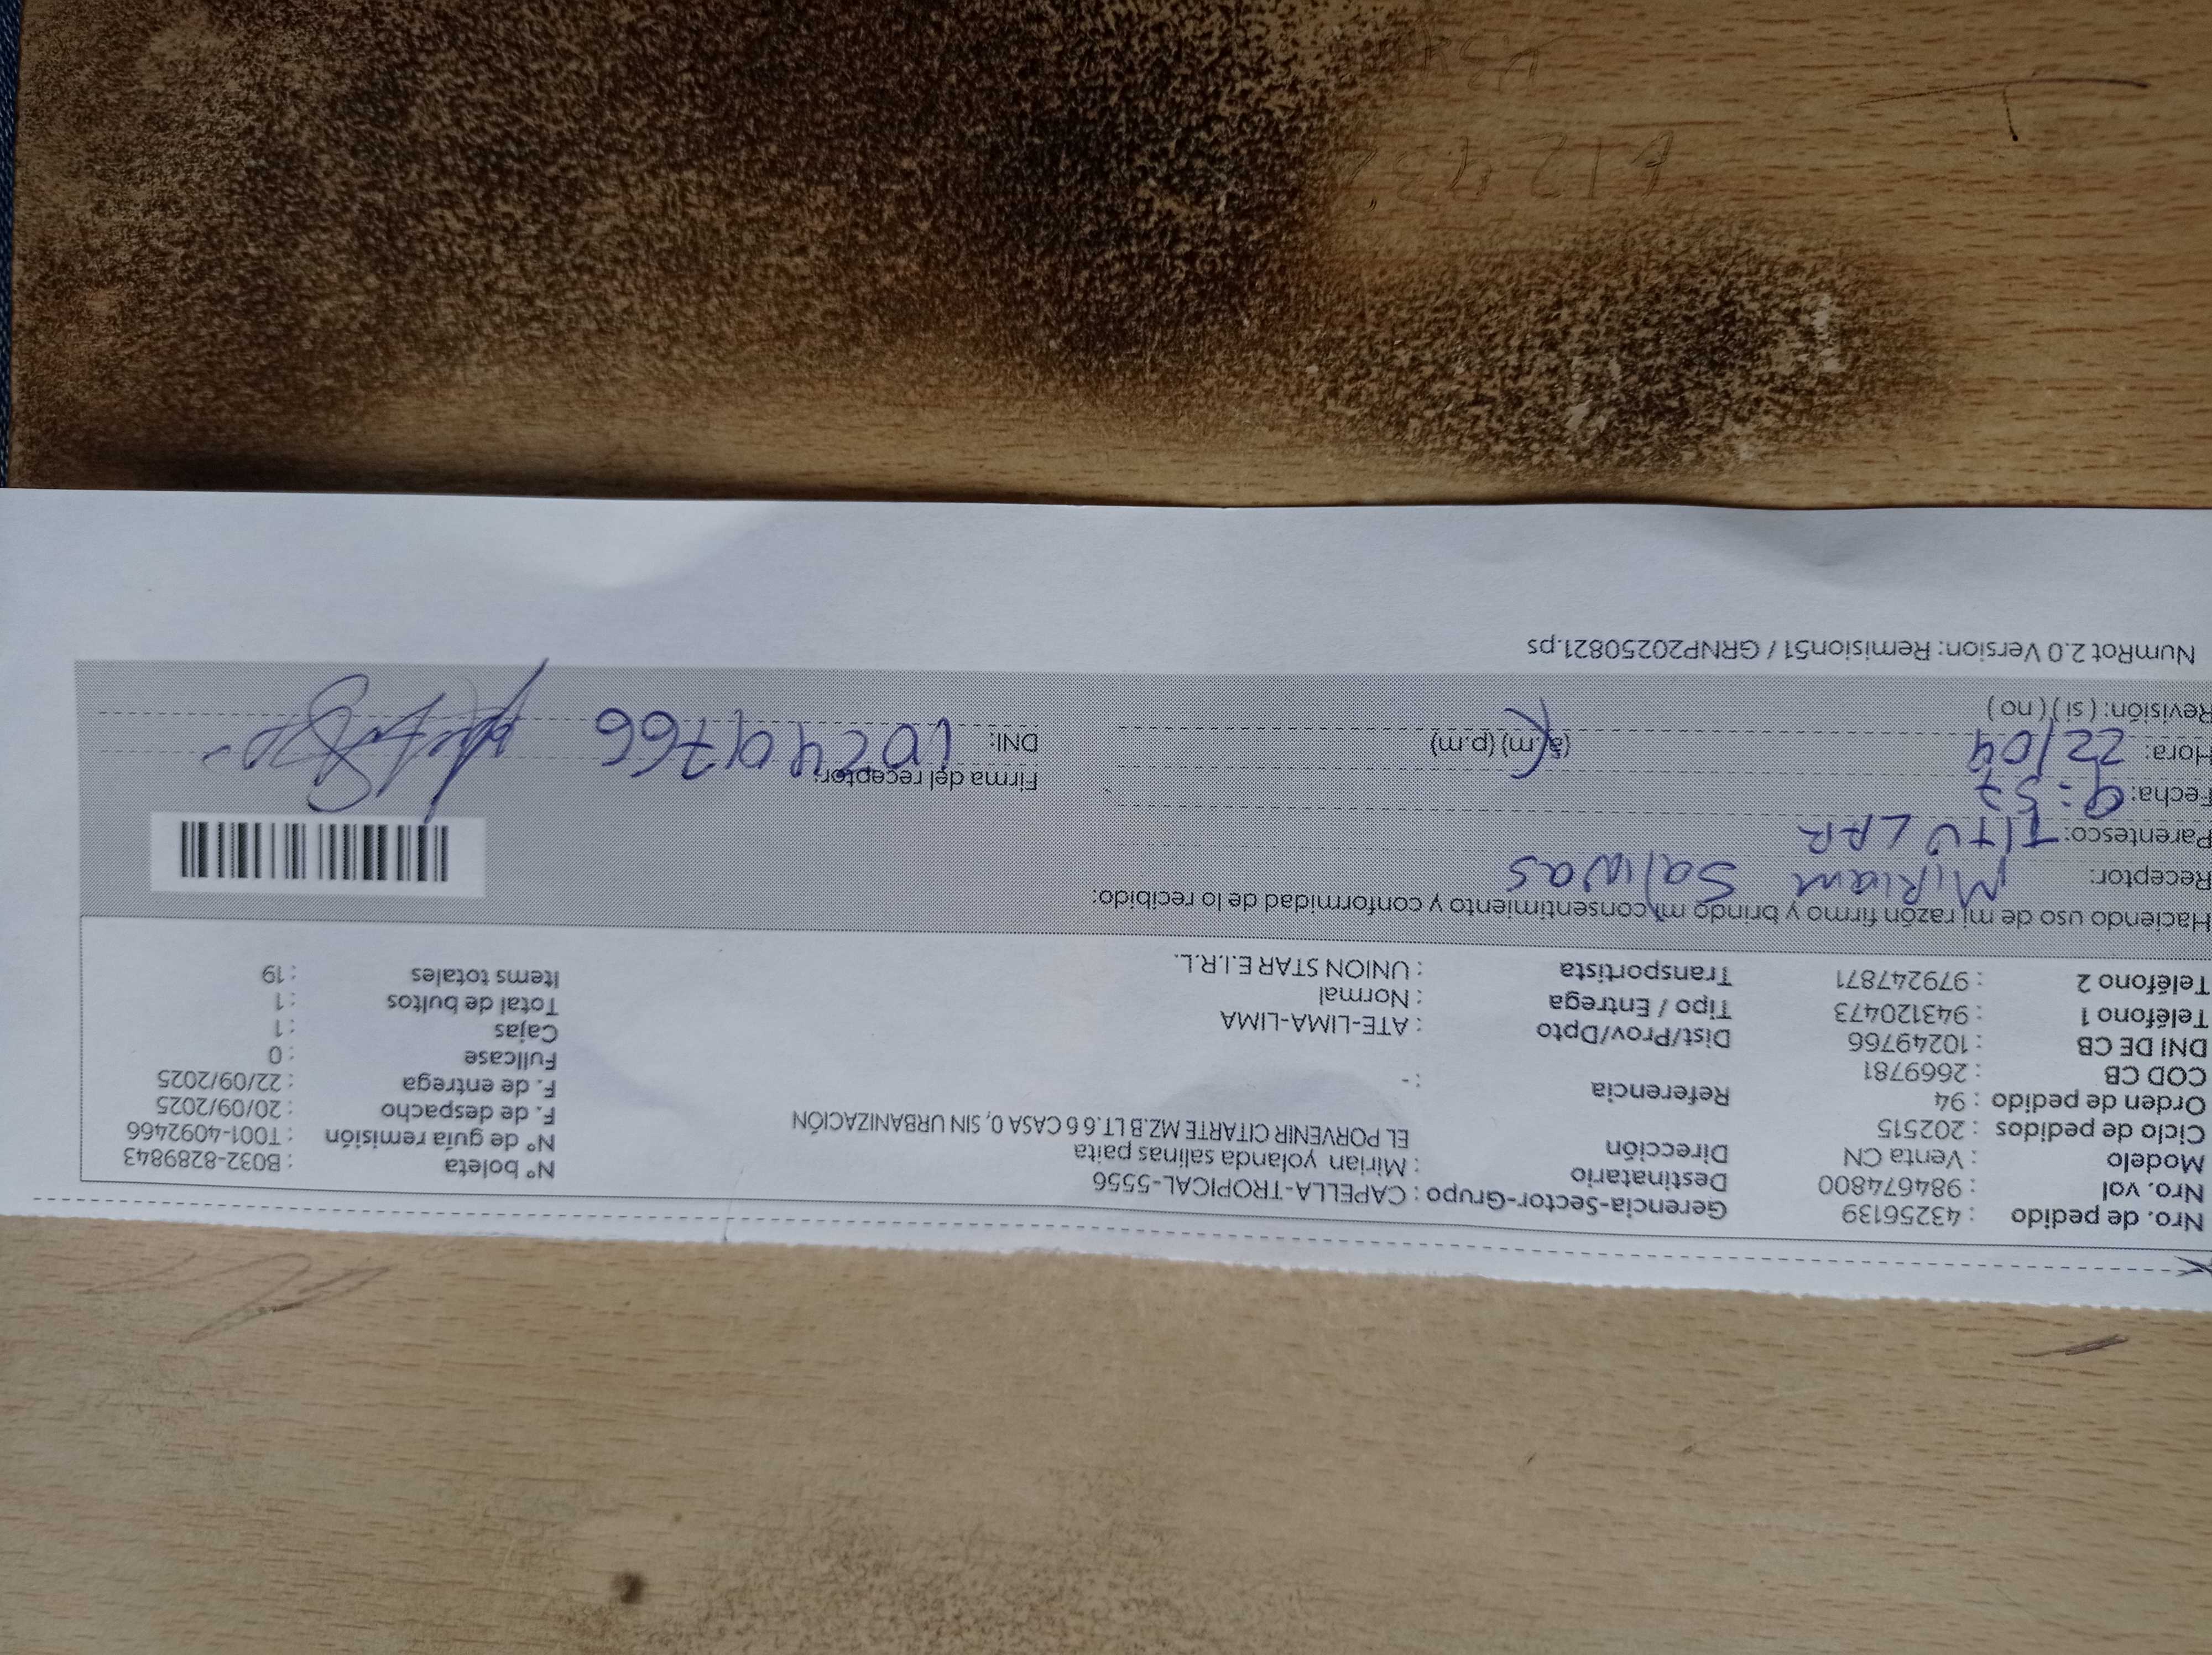 Nro. de pedido : 43256139 Gerencia-Sector-Grupo : CAPELLA-TROPICAL-5556
Nro. vol : 984674800 Destinatario : Mirian yolanda salinas paita N° boleta : B032-8289843
Modelo : Venta CN Dirección EL PORVENIR CITARTE MZ.B LT.6 6 CASA 0, SIN URBANIZACIÓN N° de guía remisión : T001-4092466
Ciclo de pedidos : 202515 F. de despacho : 20/09/2025
Orden de pedido : 94 Referencia : - F. de entrega : 22/09/2025
COD CB : 2669781 Fullcase : 0
DNI DE CB : 10249766 Dist/Prov/Dpto : ATE-LIMA-LIMA Cajas : 1
Teléfono 1 : 943120473 Tipo / Entrega : Normal Total de bultos : 1
Teléfono 2 : 979247871 Transportista : UNION STAR E.I.R.L. Items totales : 19
Haciendo uso de mi razón firmo y brindo mi consentimiento y conformidad de lo recibido:
Receptor: MiRiam Salinas
Parentesco: TITULAR
Fecha: 9:57 Firma del receptor:
Hora: 22/09 (a.m) (p.m) DNI: 10249766
Revisión: ( si ) ( no )
NumRot 2.0 Version: Remision51 / GRNP20250821.ps